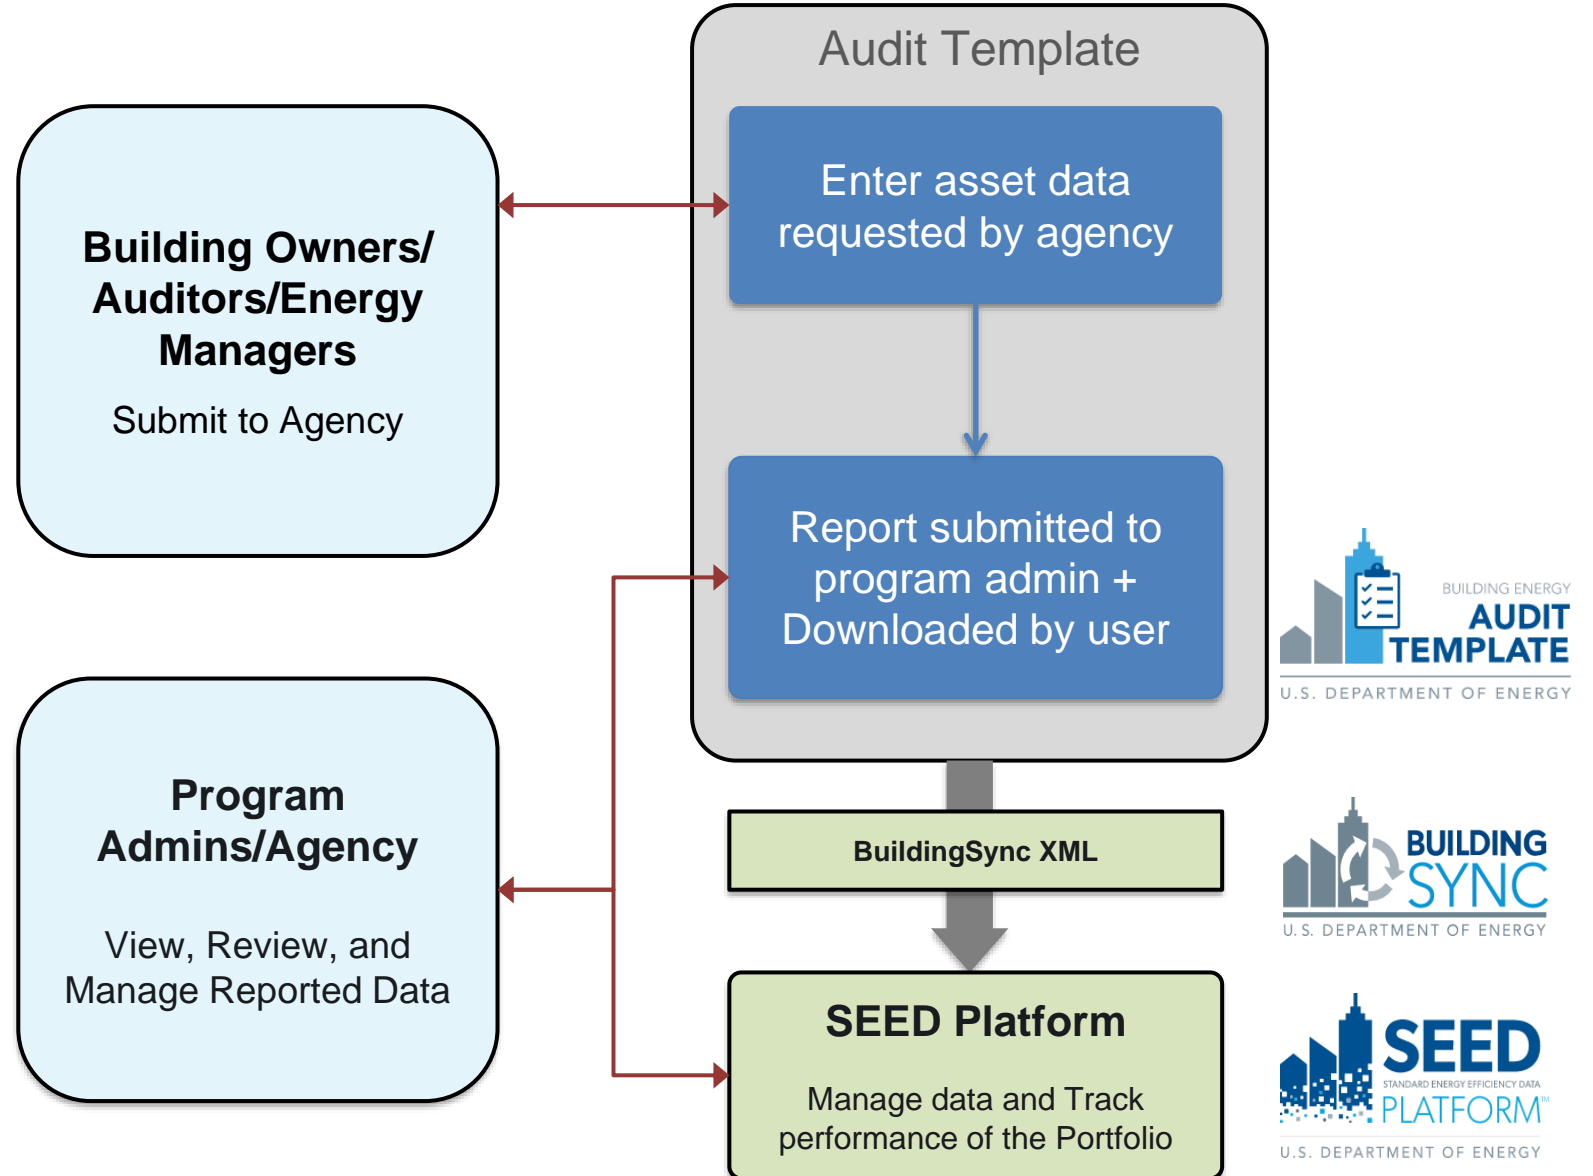 Audit Template
Building Owners/
Auditors/Energy
Managers
Submit to Agency
Enter asset data
requested by agency
Report submitted to
program admin +
Downloaded by user
BUILDING ENERGY
AUDIT
TEMPLATE
U.S. DEPARTMENT OF ENERGY
Program
Admins/Agency
View, Review, and
Manage Reported Data
BuildingSync XML
BUILDING
SYNC
U.S. DEPARTMENT OF ENERGY
SEED Platform
Manage data and Track
performance of the Portfolio
SEED
STANDARD ENERGY EFFICIENCY DATA
PLATFORM™
U.S. DEPARTMENT OF ENERGY